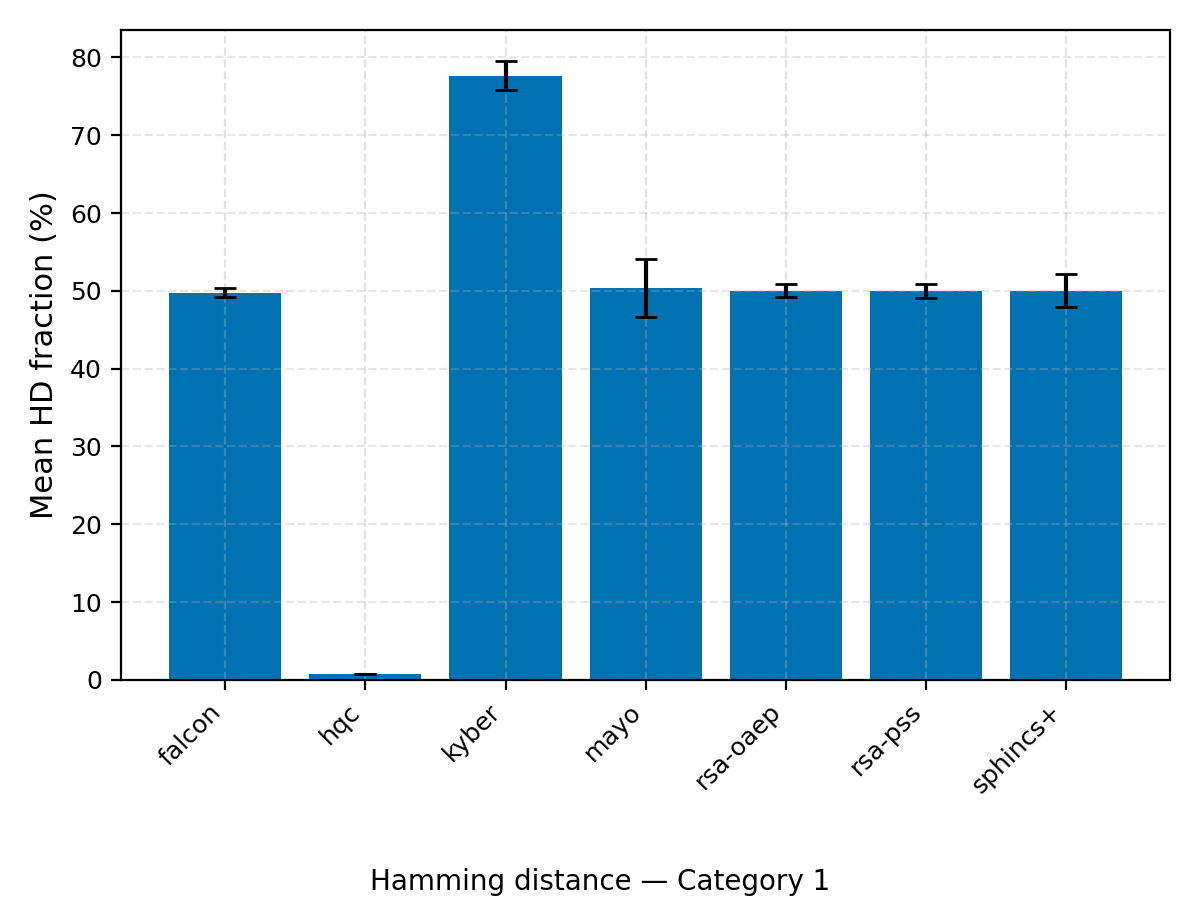 Mean HD fraction (%)
80
70
60
50
40
30
20
10
0
falcon
hqc
kyber
mayo
rsa-oaep
rsa-pss
sphincs+
Hamming distance — Category 1